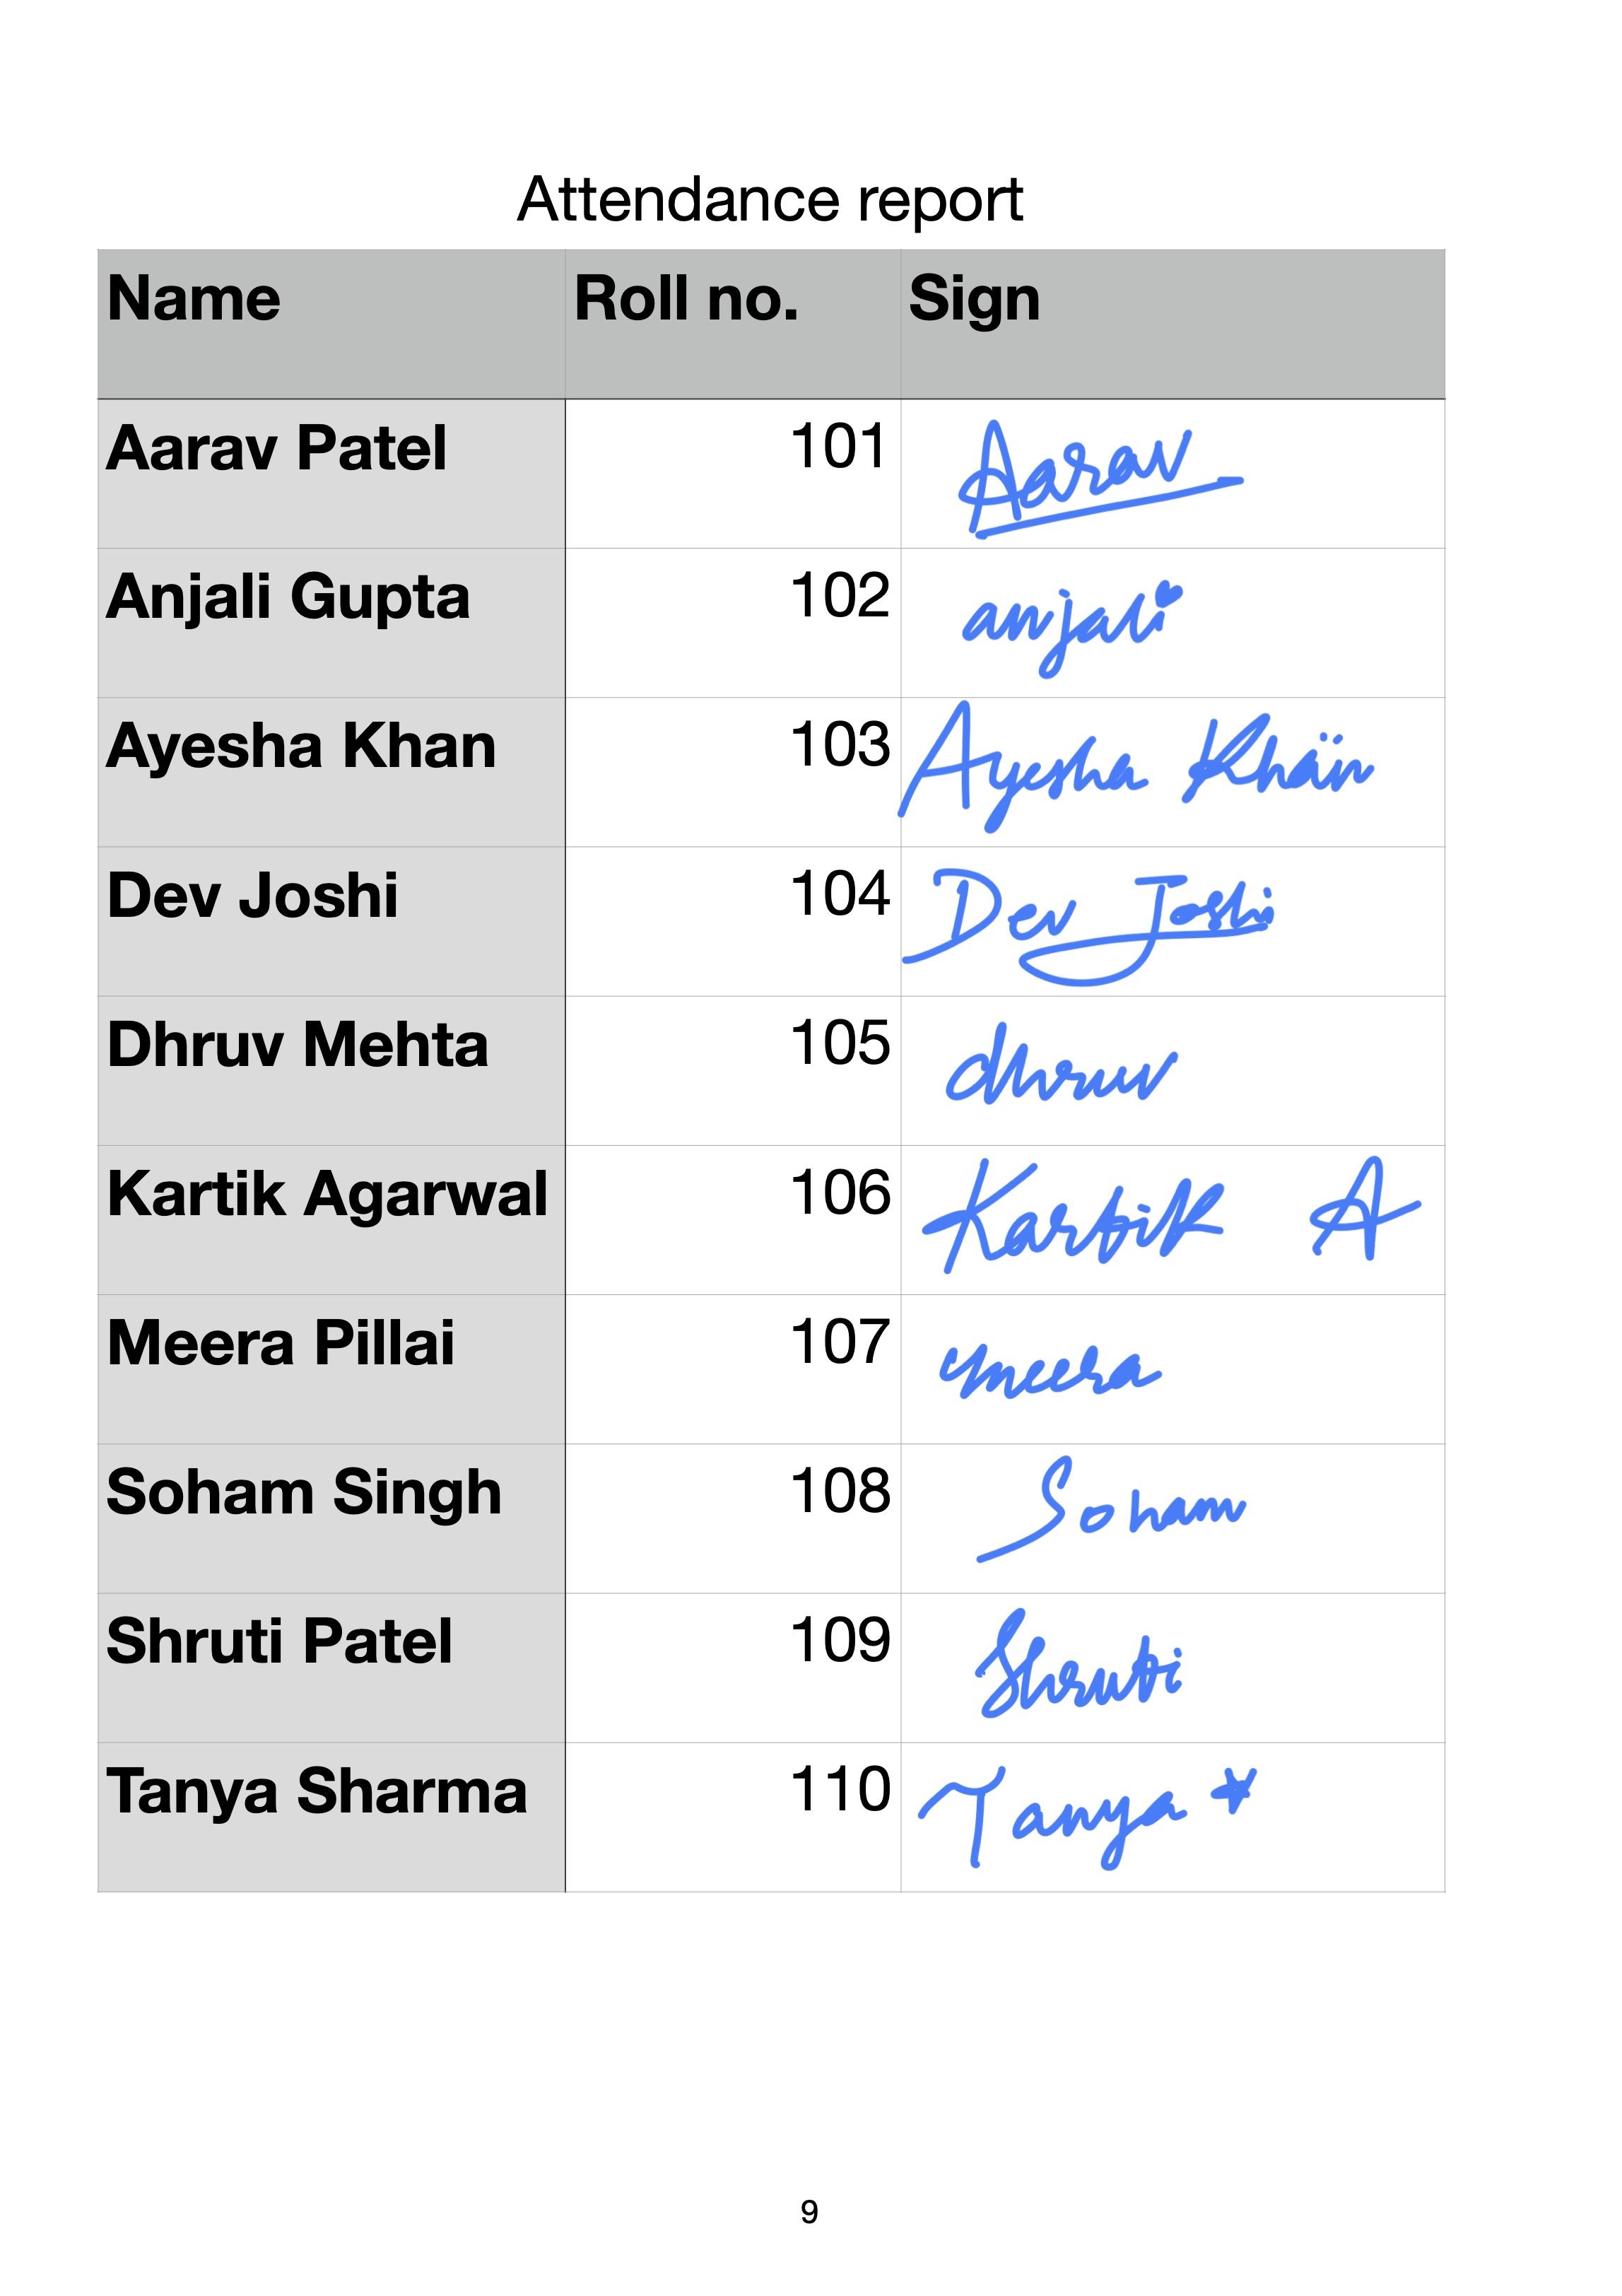 Attendance report
Name Roll no. Sign
Aarav Patel 101 Aarav
Anjali Gupta 102 anjali
Ayesha Khan 103 Ayesha Khan
Dev Joshi 104 Dev Joshi
Dhruv Mehta 105 dhruv
Kartik Agarwal 106 Kartik A
Meera Pillai 107 meera
Soham Singh 108 Soham
Shruti Patel 109 Shruti
Tanya Sharma 110 Tanya
9